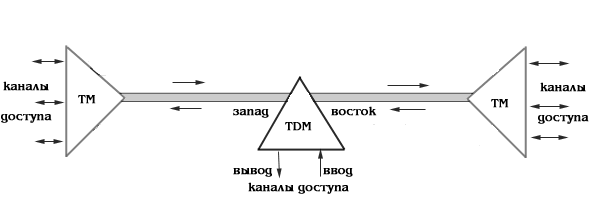 каналы
доступа
ТМ
запад
восток
TDM
вывод
ввод
каналы доступа
ТМ
каналы
доступа